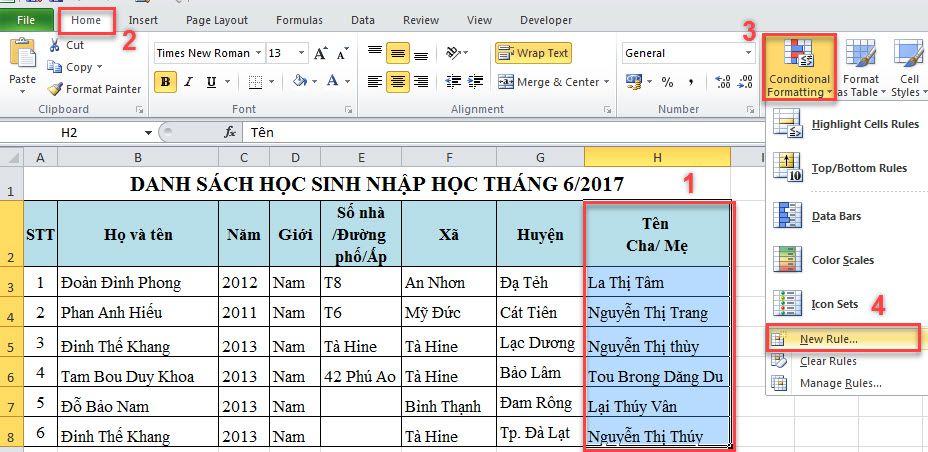 File Home Insert Page Layout Formulas Data Review View Developer
2
3
Paste
Cut
Copy
Format Painter
Clipboard
Times New Roman 13 A A
B I U A
Font
Wrap Text
Merge & Center
Alignment
General
% , .00 .0
Number
Conditional Formatting
Format as Table
Cell Styles
H2 fx Tên
A B C D E F G H I
1 DANH SÁCH HỌC SINH NHẬP HỌC THÁNG 6/2017
1
2 STT Họ và tên Năm Giới Số nhà /Đường phố/Ấp Xã Huyện Tên Cha/ Mẹ
3 1 Đoàn Đình Phong 2012 Nam T8 An Nhơn Đạ Tẻh La Thị Tâm
4 2 Phan Anh Hiếu 2011 Nam T6 Mỹ Đức Cát Tiên Nguyễn Thị Trang
5 3 Đinh Thế Khang 2013 Nam Tà Hine Tà Hine Lạc Dương Nguyễn Thị thùy
6 4 Tam Bou Duy Khoa 2013 Nam 42 Phú Ao Tà Hine Bảo Lâm Tou Brong Dăng Du
7 5 Đỗ Bảo Nam 2013 Nam Bình Thạnh Đam Rông Lại Thúy Vân
8 6 Đinh Thế Khang 2013 Nam Tà Hine Tp. Đà Lạt Nguyễn Thị Thúy
Highlight Cells Rules
Top/Bottom Rules
10
Data Bars
Color Scales
Icon Sets
4
New Rule...
Clear Rules
Manage Rules...